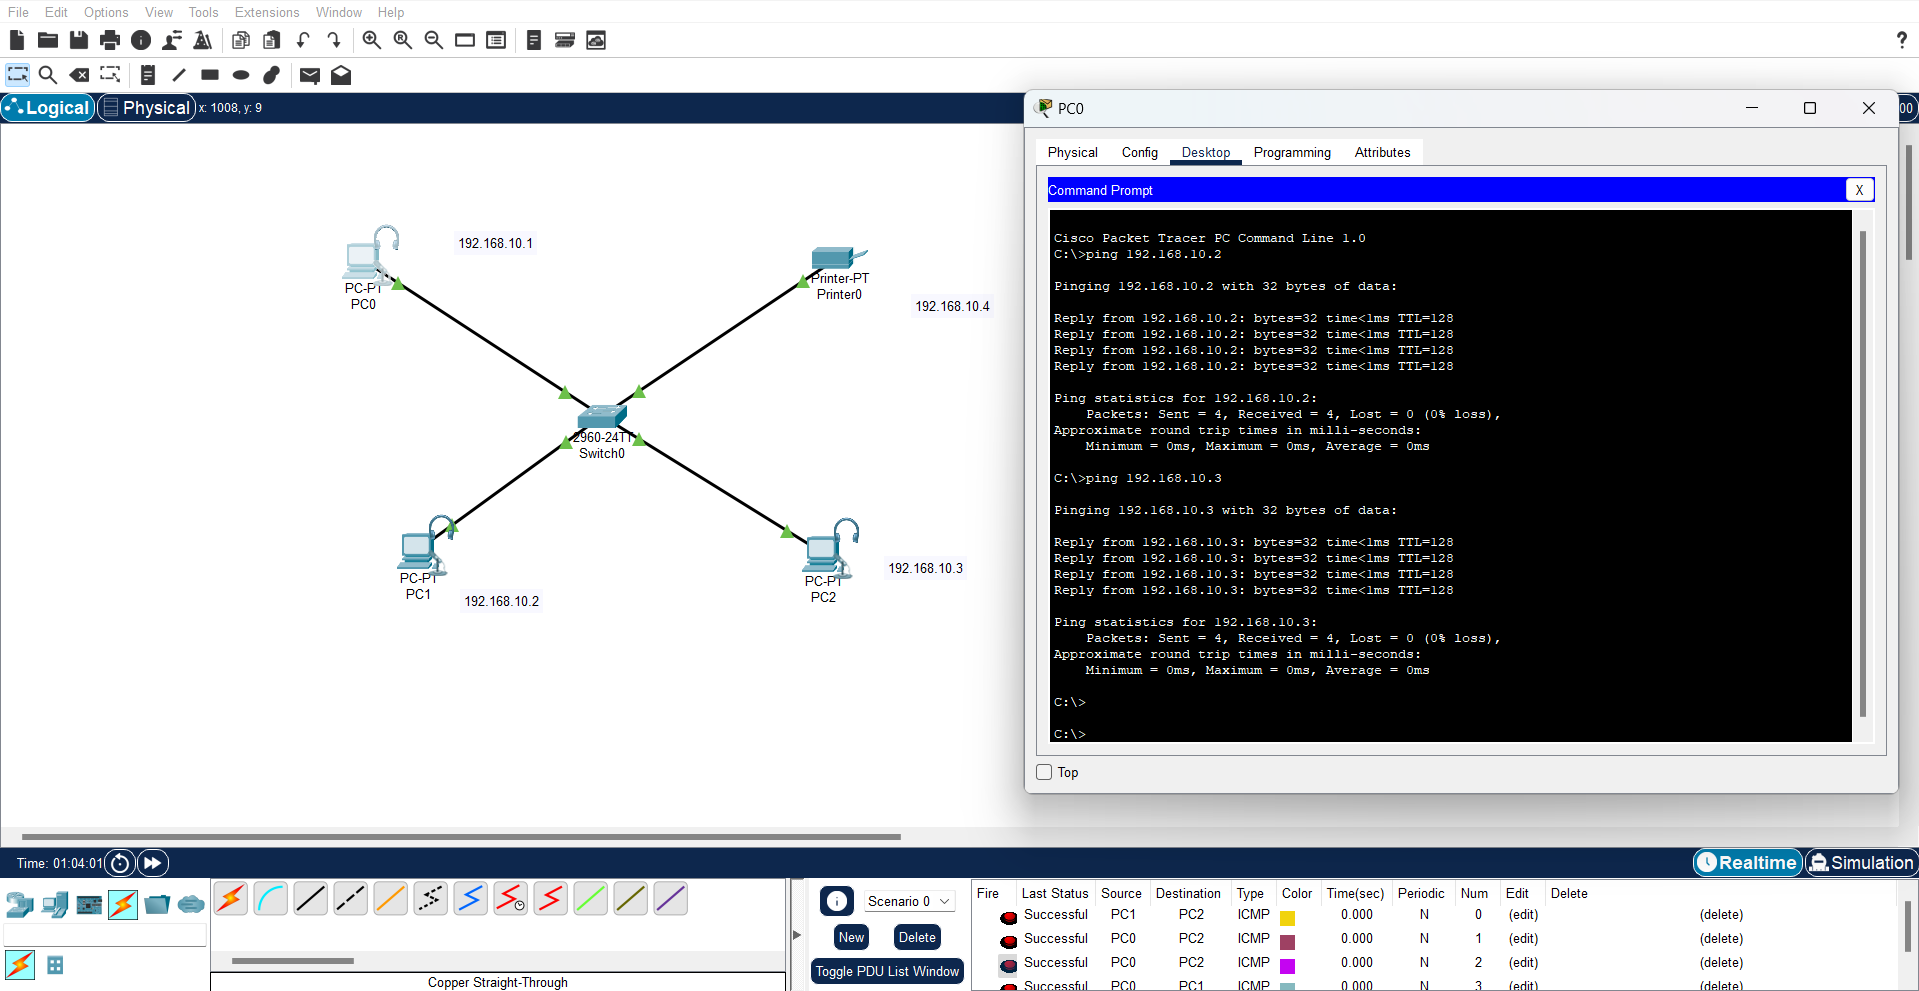 File Edit Options View Tools Extensions Window Help
?
Logical Physical x: 1008, y: 9
PC0
Physical Config Desktop Programming Attributes
Command Prompt
X
Cisco Packet Tracer PC Command Line 1.0
C:\>ping 192.168.10.2
Pinging 192.168.10.2 with 32 bytes of data:
Reply from 192.168.10.2: bytes=32 time<1ms TTL=128
Reply from 192.168.10.2: bytes=32 time<1ms TTL=128
Reply from 192.168.10.2: bytes=32 time<1ms TTL=128
Reply from 192.168.10.2: bytes=32 time<1ms TTL=128
Ping statistics for 192.168.10.2:
Packets: Sent = 4, Received = 4, Lost = 0 (0% loss),
Approximate round trip times in milli-seconds:
Minimum = 0ms, Maximum = 0ms, Average = 0ms
C:\>ping 192.168.10.3
Pinging 192.168.10.3 with 32 bytes of data:
Reply from 192.168.10.3: bytes=32 time<1ms TTL=128
Reply from 192.168.10.3: bytes=32 time<1ms TTL=128
Reply from 192.168.10.3: bytes=32 time<1ms TTL=128
Reply from 192.168.10.3: bytes=32 time<1ms TTL=128
Ping statistics for 192.168.10.3:
Packets: Sent = 4, Received = 4, Lost = 0 (0% loss),
Approximate round trip times in milli-seconds:
Minimum = 0ms, Maximum = 0ms, Average = 0ms
C:\>
C:\>
Top
192.168.10.1
PC-PT
PC0
Printer-PT
Printer0
192.168.10.4
2960-24TT
Switch0
PC-PT
PC1
192.168.10.2
PC-PT
PC2
192.168.10.3
Time: 01:04:01
Realtime Simulation
Copper Straight-Through
Scenario 0
New Delete
Toggle PDU List Window
Fire Last Status Source Destination Type Color Time(sec) Periodic Num Edit Delete
Successful PC1 PC2 ICMP 0.000 N 0 (edit) (delete)
Successful PC0 PC2 ICMP 0.000 N 1 (edit) (delete)
Successful PC0 PC2 ICMP 0.000 N 2 (edit) (delete)
Successful PC0 PC1 ICMP 0.000 N 3 (edit) (delete)